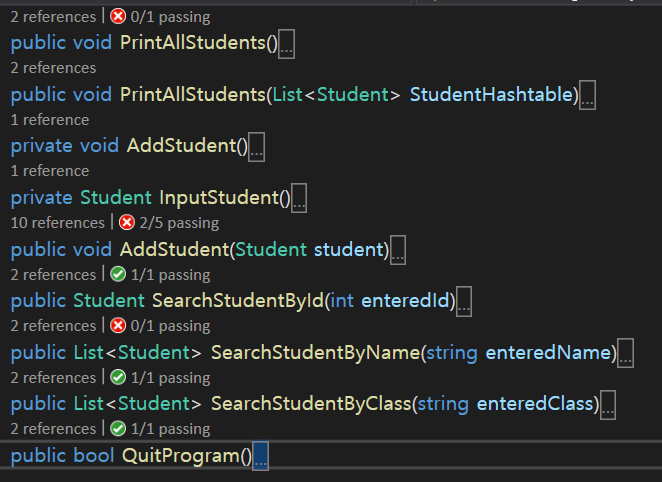 2 references | 0/1 passing
public void PrintAllStudents()...
2 references
public void PrintAllStudents(List<Student> StudentHashtable)...
1 reference
private void AddStudent()...
1 reference
private Student InputStudent()...
10 references | 2/5 passing
public void AddStudent(Student student)...
2 references | 1/1 passing
public Student SearchStudentById(int enteredId)...
2 references | 0/1 passing
public List<Student> SearchStudentByName(string enteredName)...
2 references | 1/1 passing
public List<Student> SearchStudentByClass(string enteredClass)...
2 references | 1/1 passing
public bool QuitProgram()...